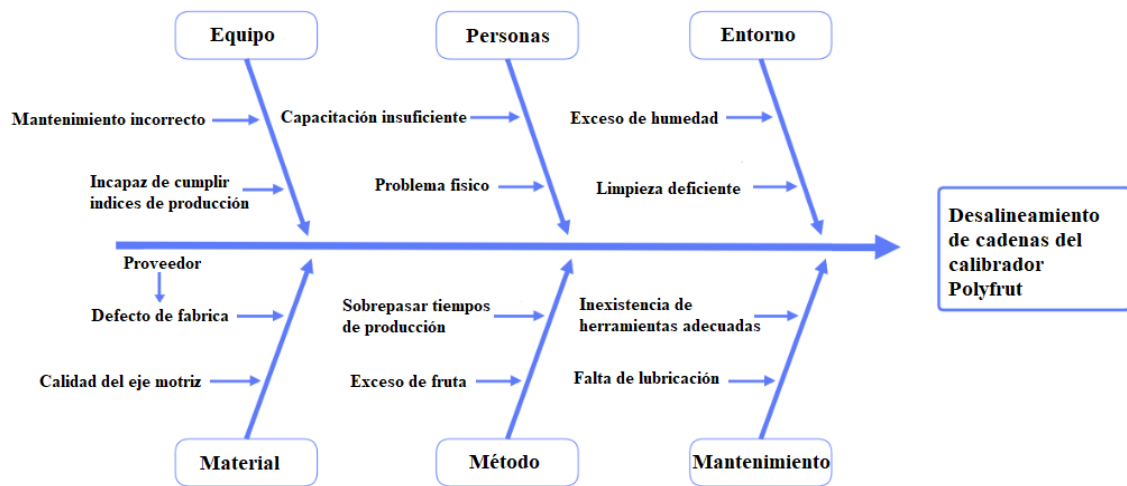 Equipo
Personas
Entorno
Mantenimiento incorrecto
Capacitación insuficiente
Exceso de humedad
Incapaz de cumplir
indices de producción
Problema fisico
Limpieza deficiente
Desalineamiento
de cadenas del
calibrador
Polyfrut
Proveedor
Defecto de fabrica
Sobrepasar tiempos
de producción
Inexistencia de
herramientas adecuadas
Calidad del eje motriz
Exceso de fruta
Falta de lubricación
Material
Método
Mantenimiento